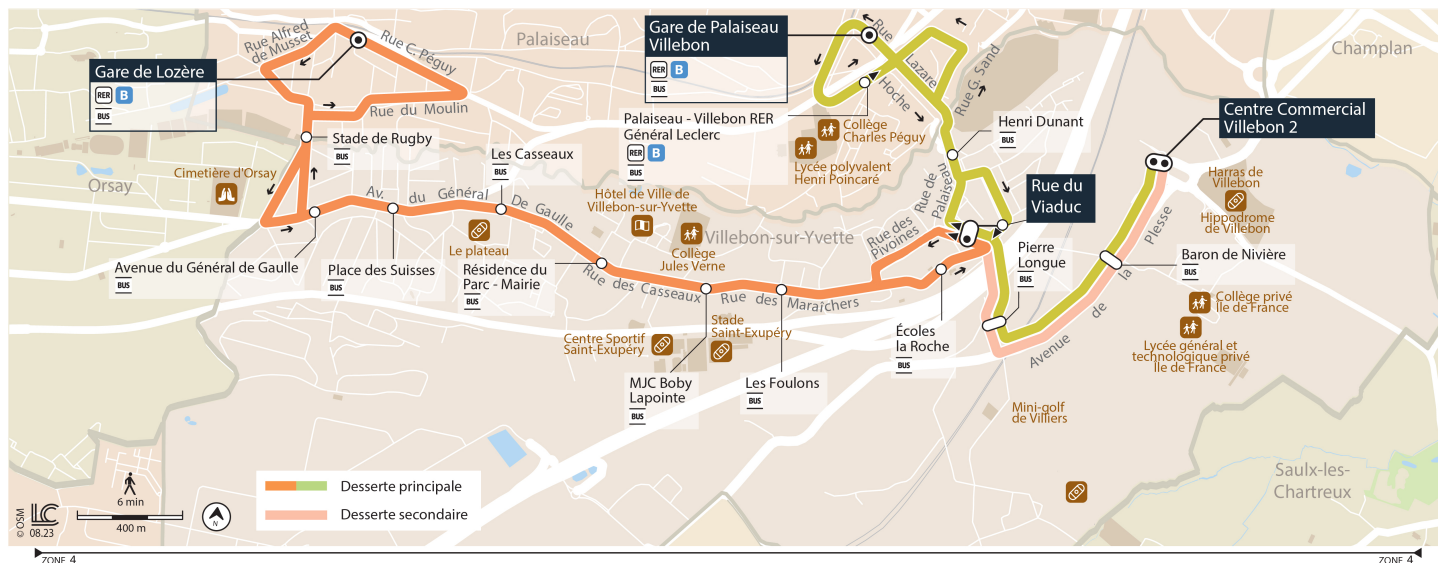 Rue Alfred
de Musset
Rue C. Péguy
Palaiseau
Gare de Lozère
RER B
BUS
Rue du Moulin
Stade de Rugby
BUS
Gare de Palaiseau
Villebon
RER B
BUS
Rue
Lazare
Hoche
Rue G. Sand
Champlan
Centre Commercial
Villebon 2
Palaiseau - Villebon RER
Général Leclerc
RER B
BUS
Collège
Charles Péguy
Lycée polyvalent
Henri Poincaré
Henri Dunant
BUS
Les Casseaux
BUS
Cimetière d'Orsay
Orsay
Av. du Général De Gaulle
Hôtel de Ville de
Villebon-sur-Yvette
Rue de
Palaiseau
Rue du
Viaduc
Harras de
Villebon
Hippodrome
de Villebon
Le plateau
Collège
Jules Verne
Villebon-sur-Yvette
Rue des
Pivoines
Pierre
Longue
BUS
Baron de Nivière
BUS
Avenue du Général de Gaulle
BUS
Place des Suisses
BUS
Résidence du
Parc - Mairie
BUS
Rue des Casseaux
Rue des Maraîchers
Avenue de la Plesse
Collège privé
Ile de France
Lycée général et
technologique privé
Ile de France
Centre Sportif
Saint-Exupéry
Stade
Saint-Exupéry
Écoles
la Roche
BUS
MJC Boby
Lapointe
BUS
Les Foulons
BUS
Mini-golf
de Villiers
Saulx-les-
Chartreux
6 min
400 m
© OSM
LC
08.23
N
Desserte principale
Desserte secondaire
ZONE 4
ZONE 4